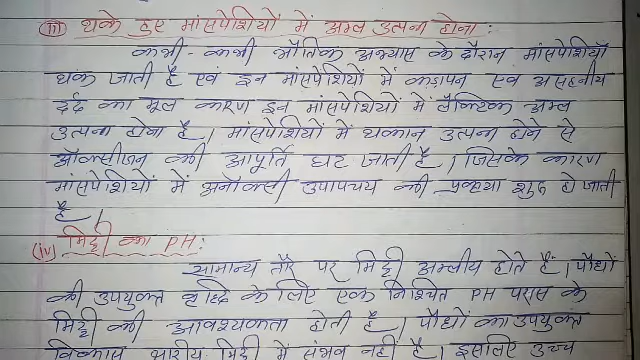 (iii) थके हुए मांसपेशियों में अम्ल उत्पन्न होना :
कभी - कभी भौतिक अभ्यास के दौरान मांसपेशियाँ
थक जाती है एवं इन मांसपेशियों में कड़ापन एवं असहनीय
दर्द का मूल कारण इन मांसपेशियों में लैक्टिक अम्ल
उत्पन्न होना है। मांसपेशियों में थकान उत्पन्न होने से
ऑक्सीजन की आपूर्ति घट जाती है। जिसके कारण
मांसपेशियों में अनॉक्सी उपापचय की प्रक्रिया शुरू हो जाती
है।
(iv) मिट्टी का PH :
सामान्य तौर पर मिट्टी अम्लीय होते हैं। पौधों
की उपयुक्त वृद्धि के लिए एक निश्चित PH परास के
मिट्टी की आवश्यकता होती है। पौधों का उपयुक्त
विकास क्षारीय मिट्टी में संभव नहीं है। इसलिए उच्च